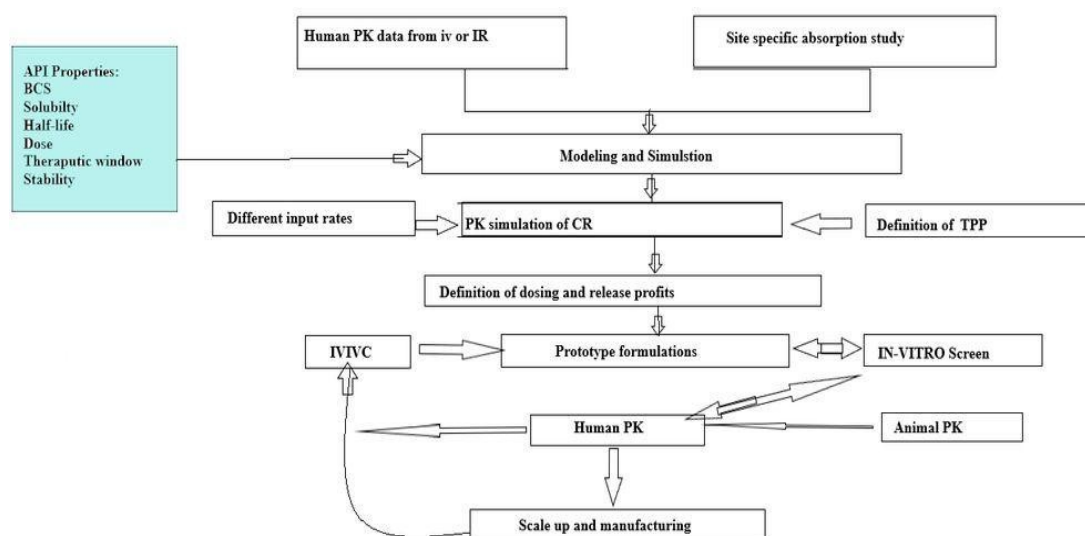 Human PK data from iv or IR
Site specific absorption study
API Properties:
BCS
Solubilty
Half-life
Dose
Theraputic window
Stability
Modeling and Simulstion
Different input rates
PK simulation of CR
Definition of TPP
Definition of dosing and release profits
IVIVC
Prototype formulations
IN-VITRO Screen
Human PK
Animal PK
Scale up and manufacturing